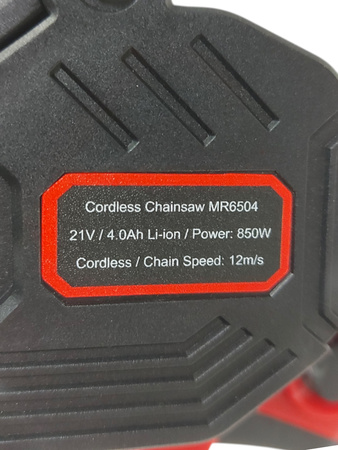 Cordless Chainsaw MR6504
21V / 4.0Ah Li-ion / Power: 850W
Cordless / Chain Speed: 12m/s